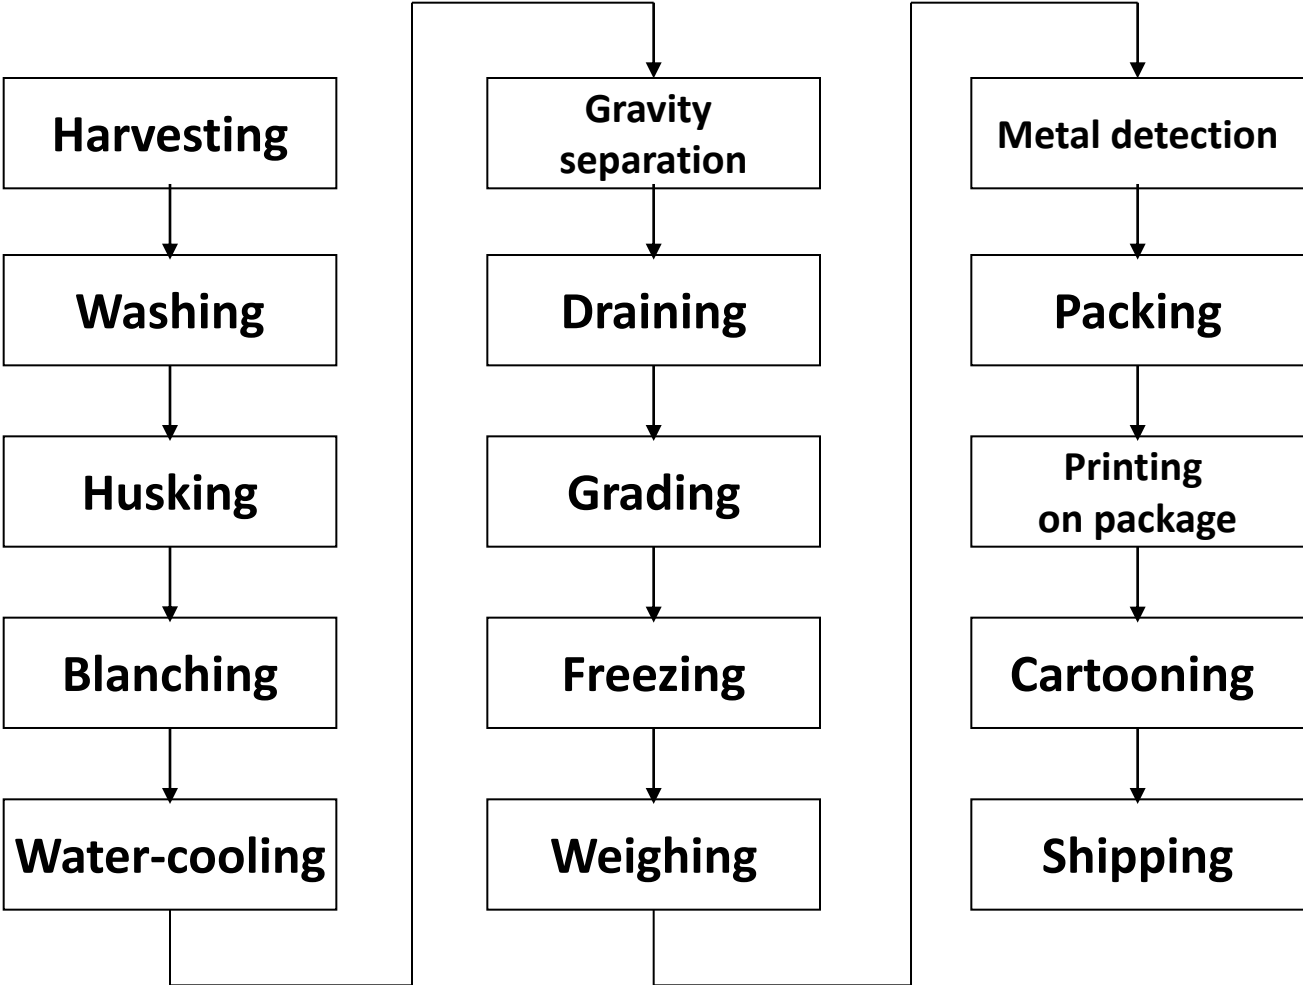 Harvesting
Washing
Husking
Blanching
Water-cooling
Gravity
separation
Draining
Grading
Freezing
Weighing
Metal detection
Packing
Printing
on package
Cartooning
Shipping